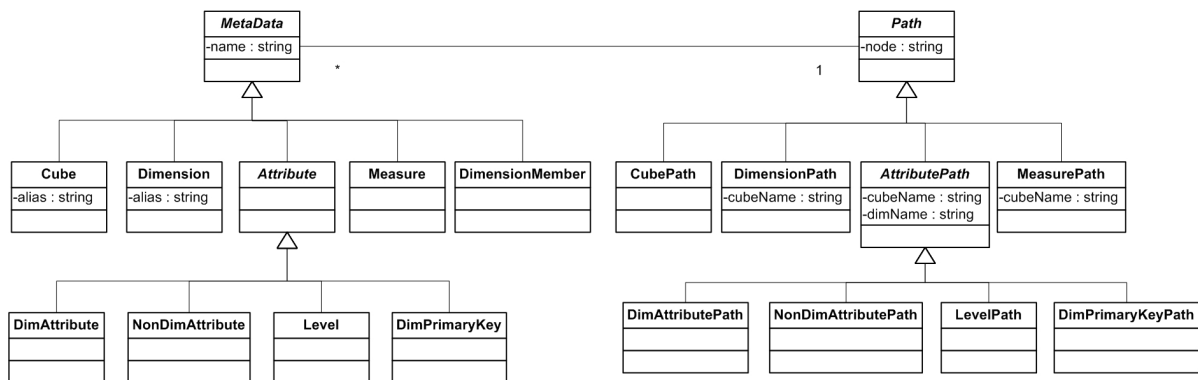 MetaData
-name : string
Path
-node : string
*
1
Cube
-alias : string
Dimension
-alias : string
Attribute
Measure
DimensionMember
CubePath
DimensionPath
-cubeName : string
AttributePath
-cubeName : string
-dimName : string
MeasurePath
-cubeName : string
DimAttribute
NonDimAttribute
Level
DimPrimaryKey
DimAttributePath
NonDimAttributePath
LevelPath
DimPrimaryKeyPath